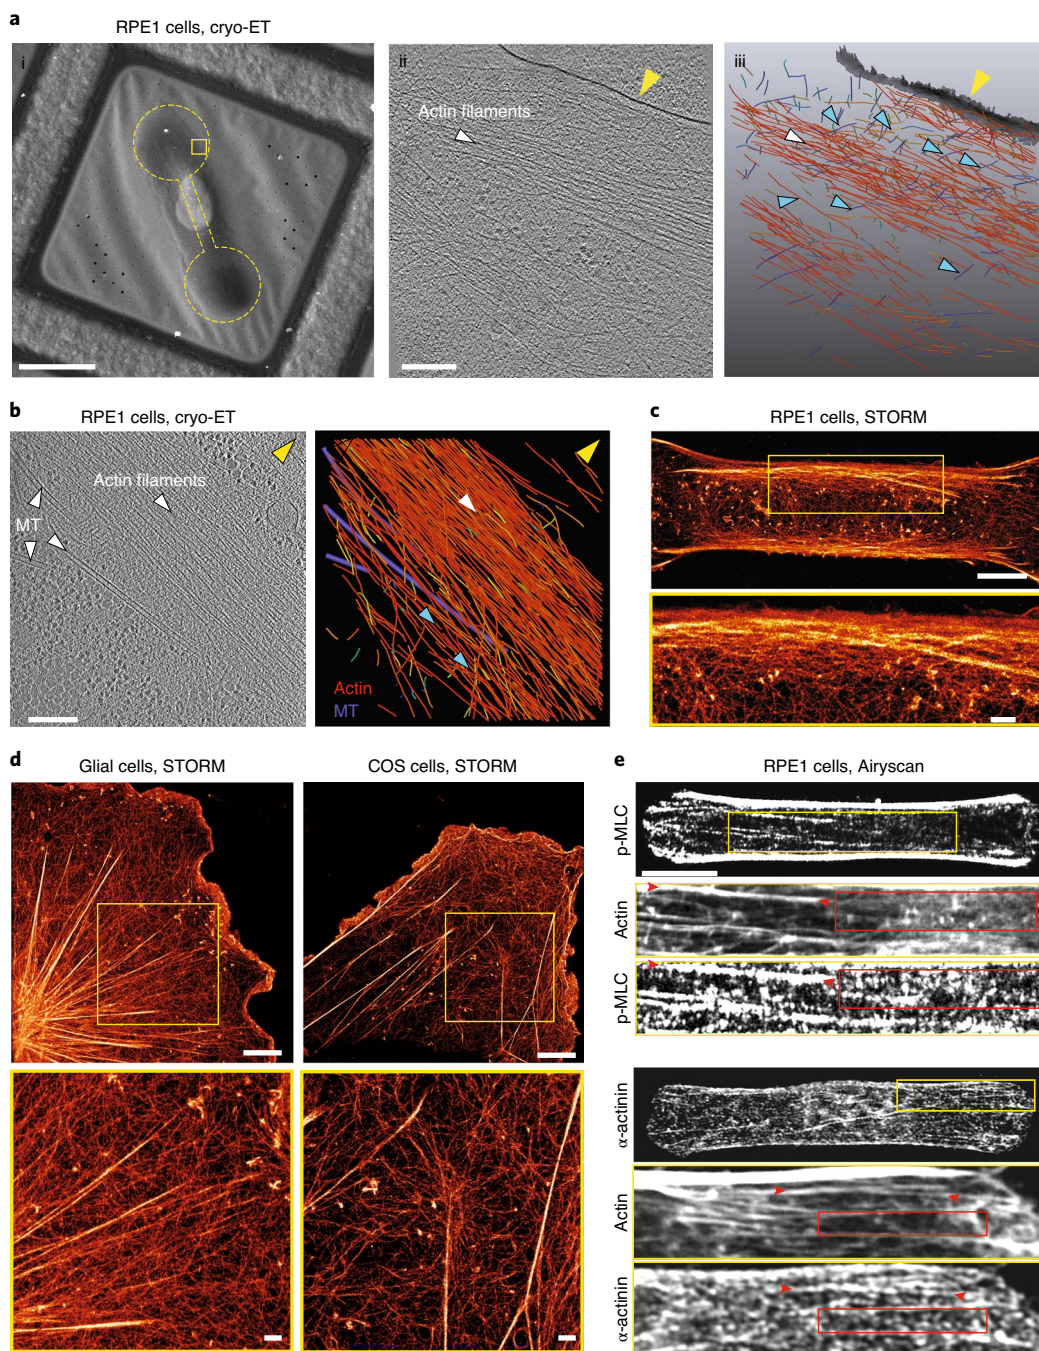 a
RPE1 cells, cryo-ET
i
ii
iii
Actin filaments
b
RPE1 cells, cryo-ET
Actin filaments
MT
Actin
MT
c
RPE1 cells, STORM
d
Glial cells, STORM
COS cells, STORM
e
RPE1 cells, Airyscan
p-MLC
Actin
p-MLC
α-actinin
Actin
α-actinin